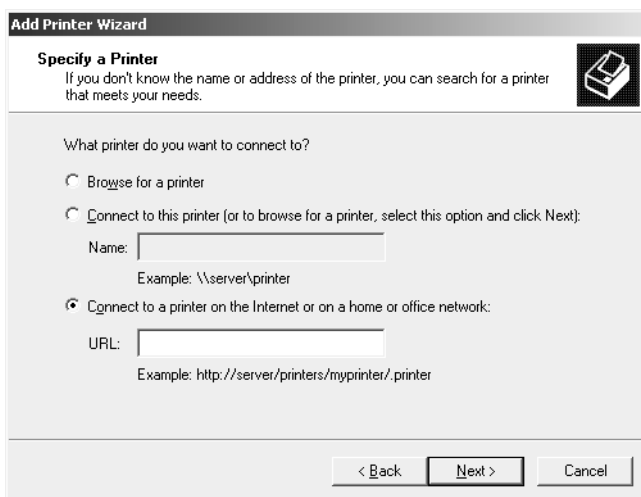 Add Printer Wizard
Specify a Printer
If you don't know the name or address of the printer, you can search for a printer
that meets your needs.
What printer do you want to connect to?
Browse for a printer
Connect to this printer (or to browse for a printer, select this option and click Next):
Name:
Example: \\server\printer
Connect to a printer on the Internet or on a home or office network:
URL:
Example: http://server/printers/myprinter/.printer
< Back Next > Cancel